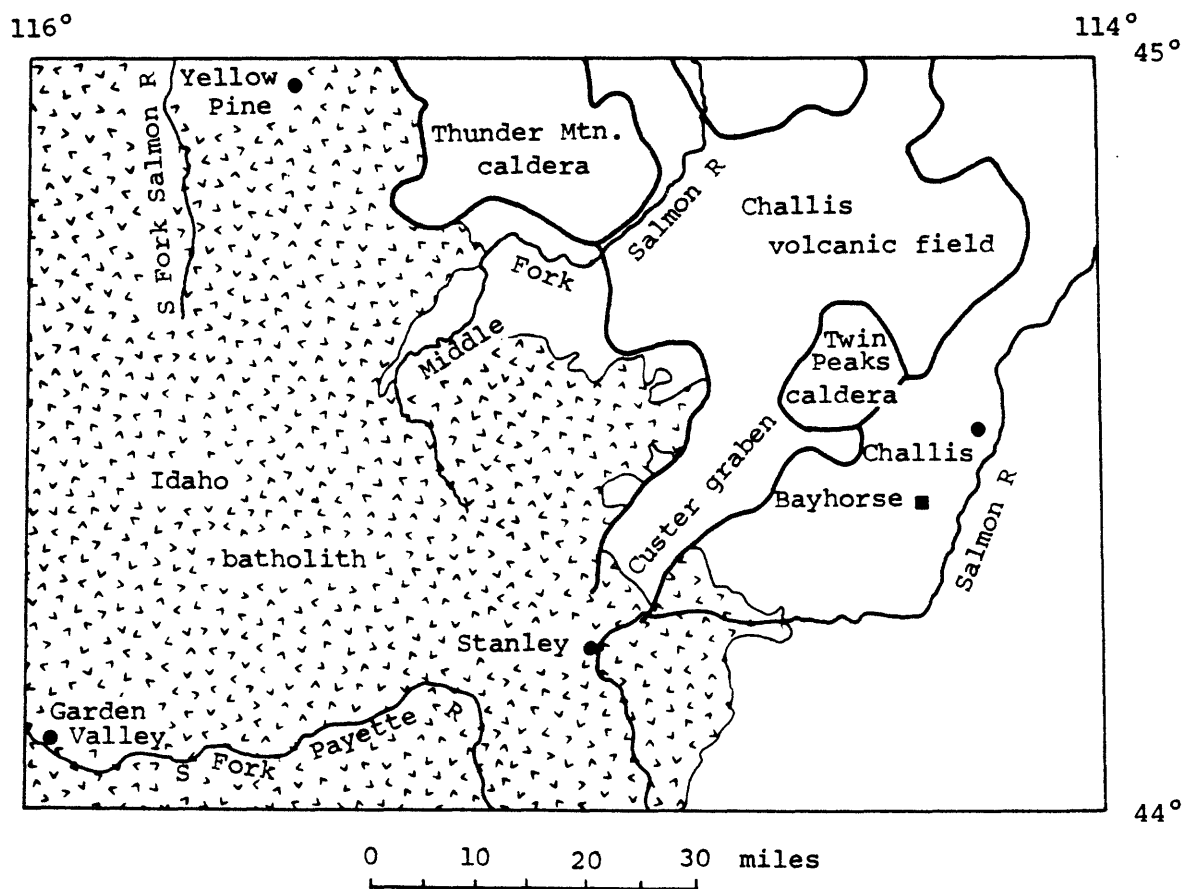 116°
114°
45°
Yellow
Pine
S Fork Salmon R
Thunder Mtn.
caldera
Salmon R
Challis
volcanic field
Fork
Middle
Twin
Peaks
caldera
Custer graben
Challis
Bayhorse
Salmon R
Idaho
batholith
Stanley
Garden
Valley
S Fork Payette R
44°
0 10 20 30 miles